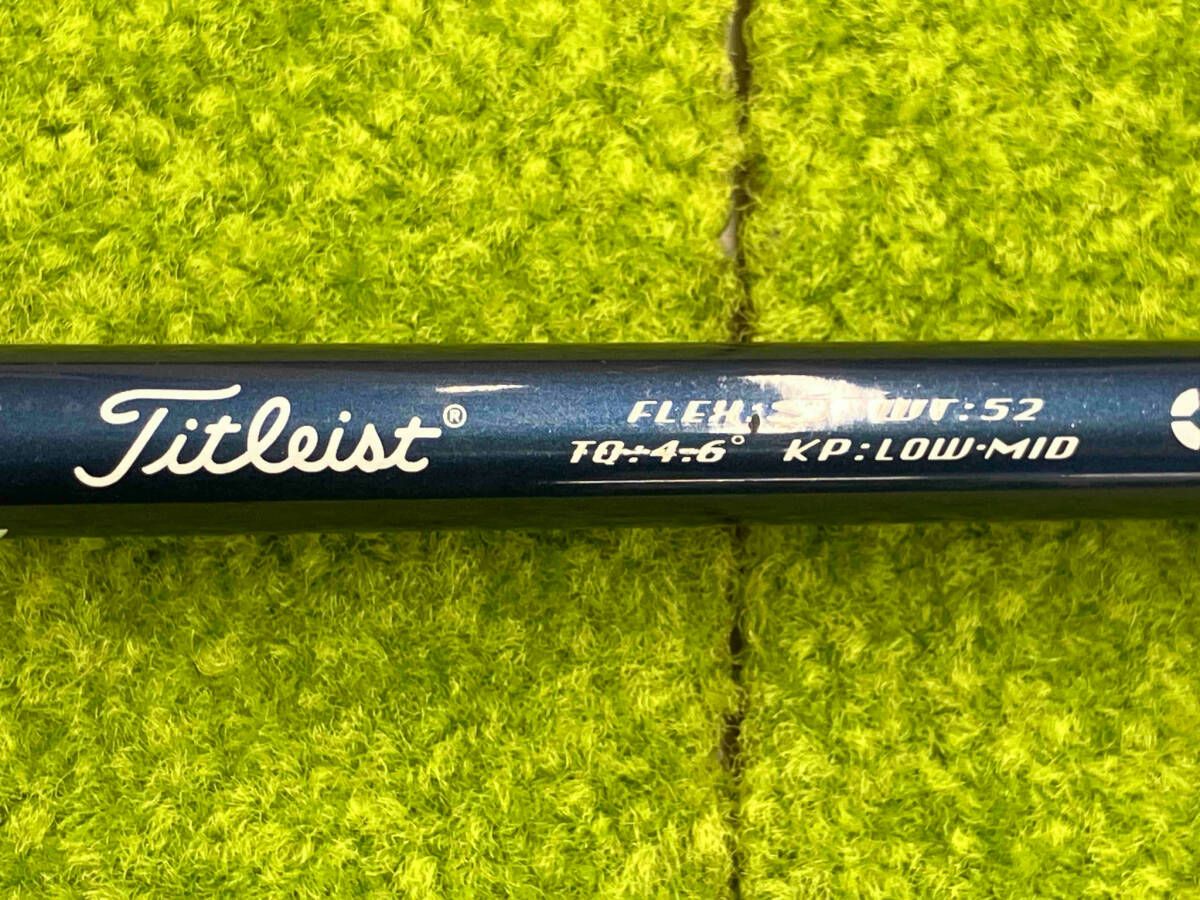 Titleist®
FLEX: WT:52
TQ:4.6° KP:LOW-MID